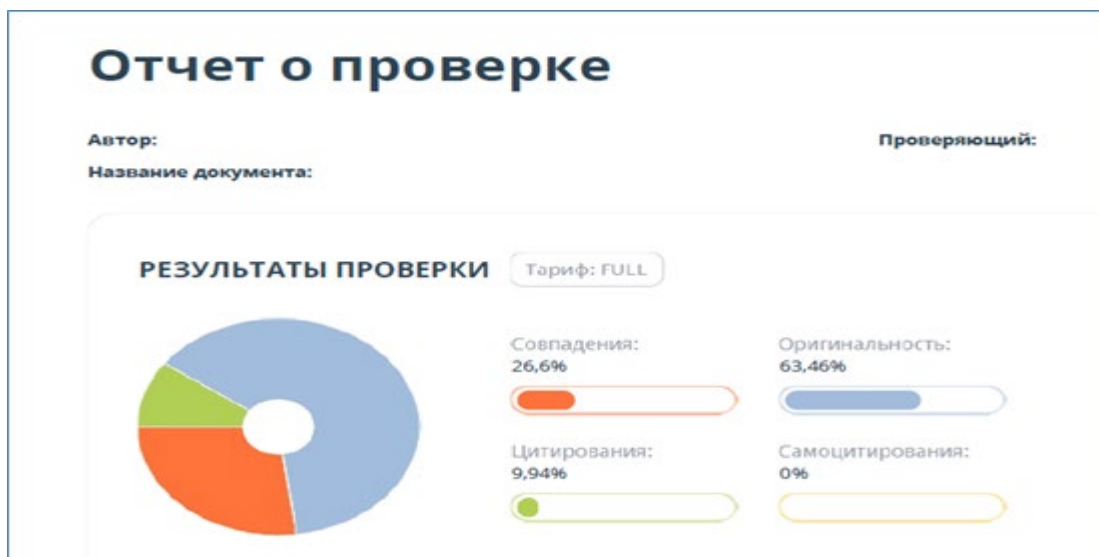 Отчет о проверке
Автор:
Проверяющий:
Название документа:
РЕЗУЛЬТАТЫ ПРОВЕРКИ
Тариф: FULL
Совпадения:
26,6%
Оригинальность:
63,46%
Цитирования:
9,94%
Самоцитирования:
0%